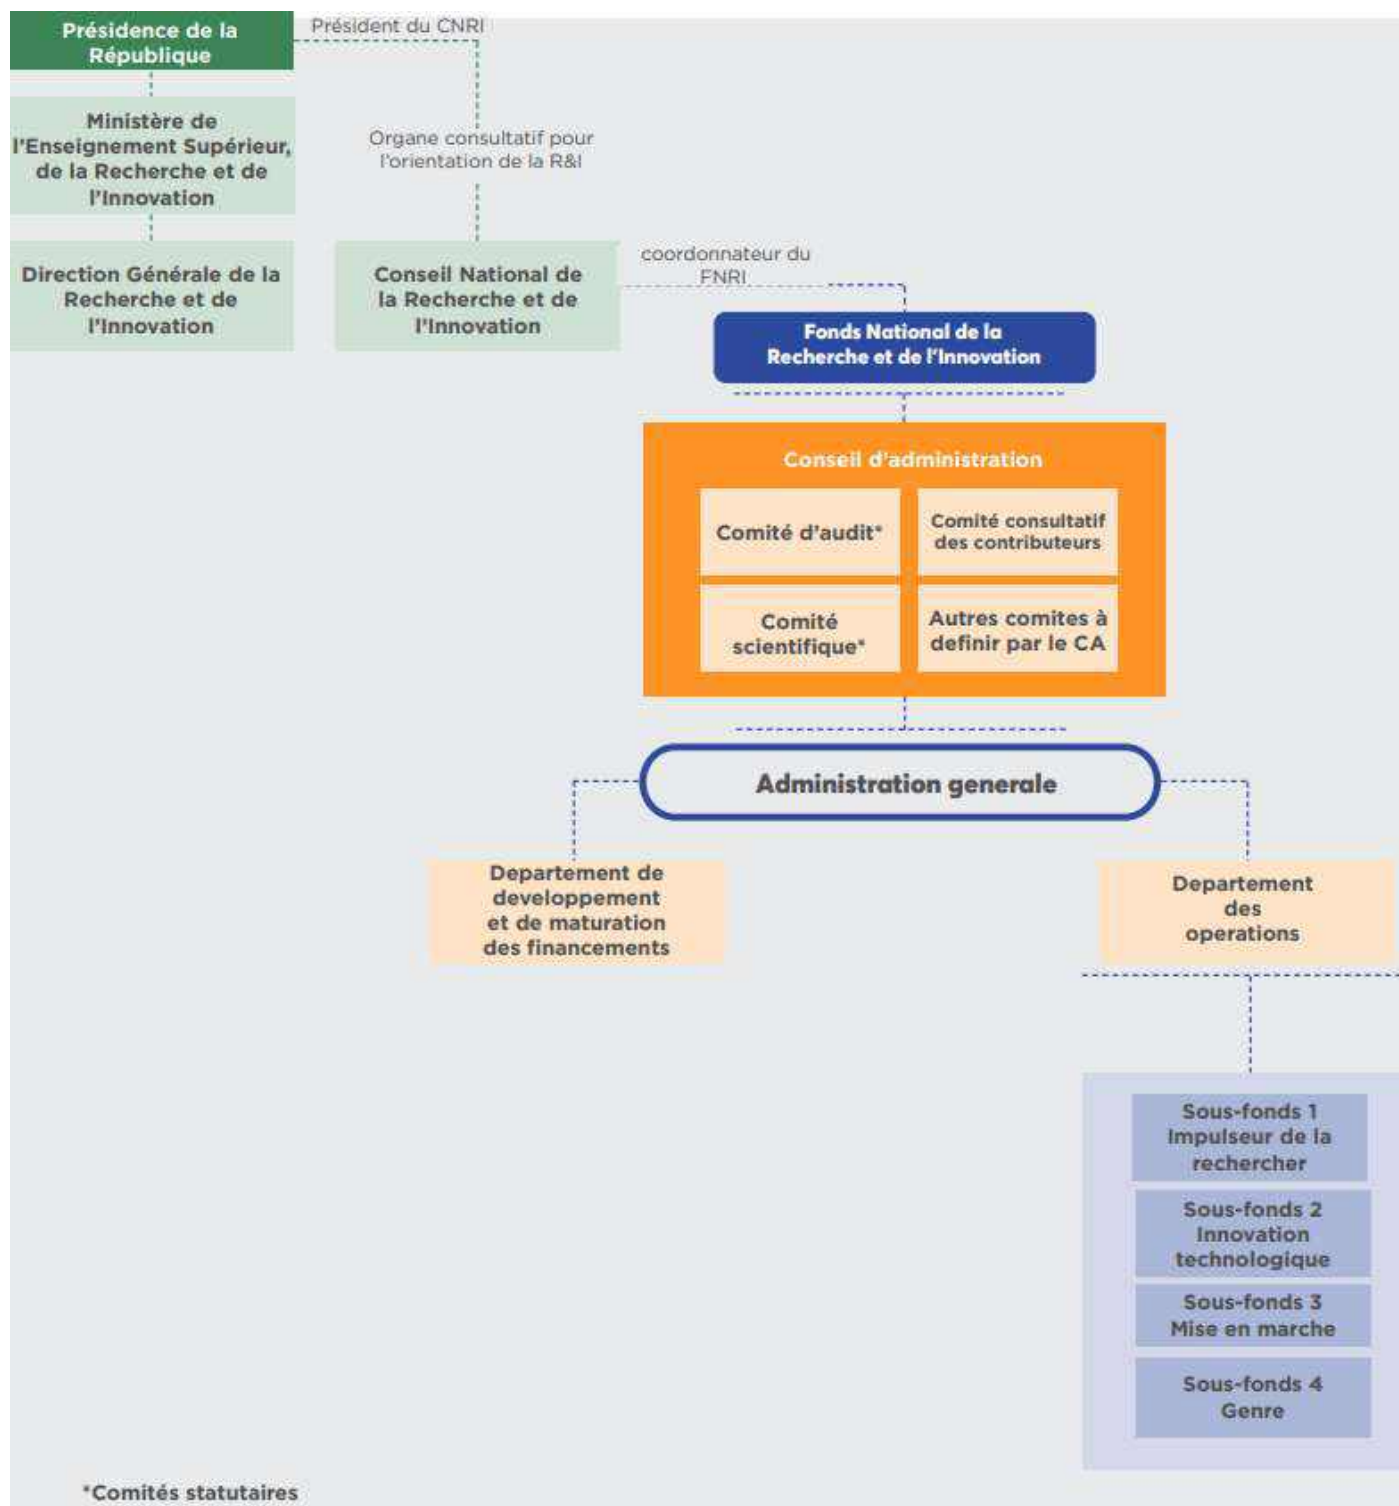 Présidence de la
République
Président du CNRI
Ministère de
l'Enseignement Supérieur,
de la Recherche et de
l'Innovation
Organe consultatif pour
l'orientation de la R&I
Direction Générale de la
Recherche et de
l'Innovation
Conseil National de
la Recherche et de
l'Innovation
coordonnateur du
FNRI
Fonds National de la
Recherche et de l'Innovation
Conseil d'administration
Comité d'audit*
Comité consultatif
des contributeurs
Comité
scientifique*
Autres comites à
definir par le CA
Administration generale
Departement de
developpement
et de maturation
des financements
Departement
des
operations
Sous-fonds 1
Impulseur de la
rechercher
Sous-fonds 2
Innovation
technologique
Sous-fonds 3
Mise en marche
Sous-fonds 4
Genre
*Comités statutaires